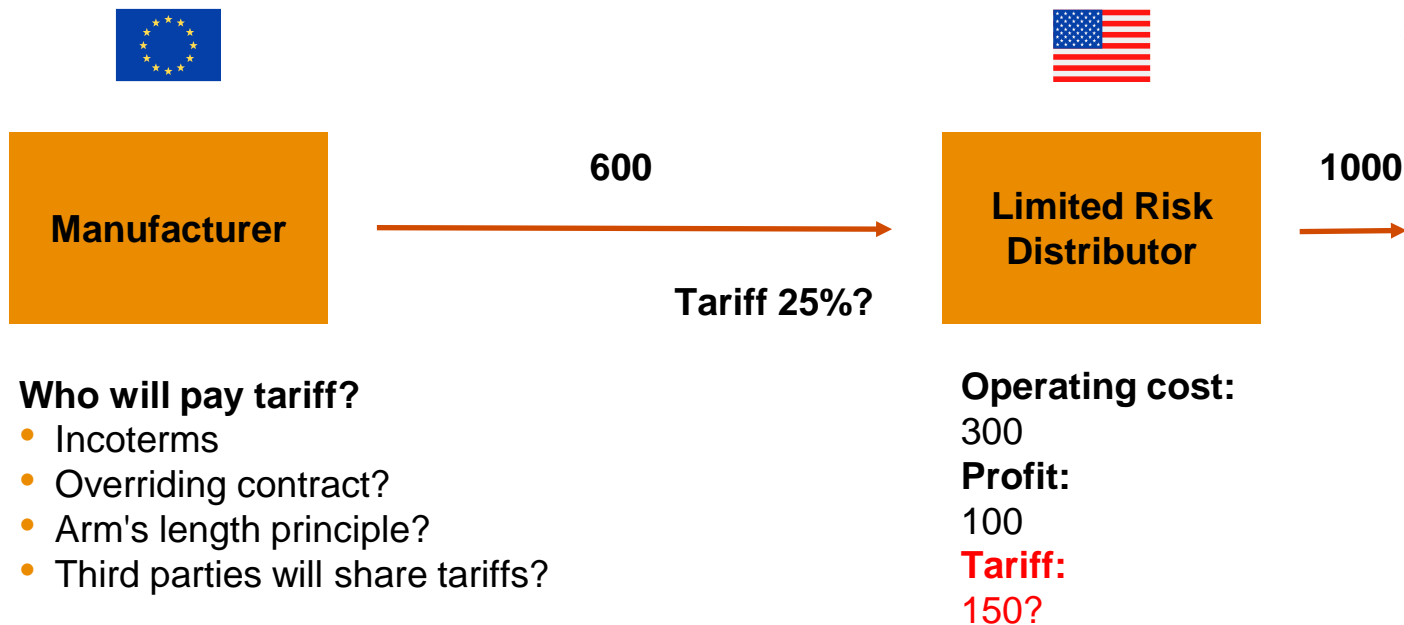 600
1000
Manufacturer
Limited Risk
Distributor
Tariff 25%?
Who will pay tariff?
• Incoterms
• Overriding contract?
• Arm's length principle?
• Third parties will share tariffs?
Operating cost:
300
Profit:
100
Tariff:
150?